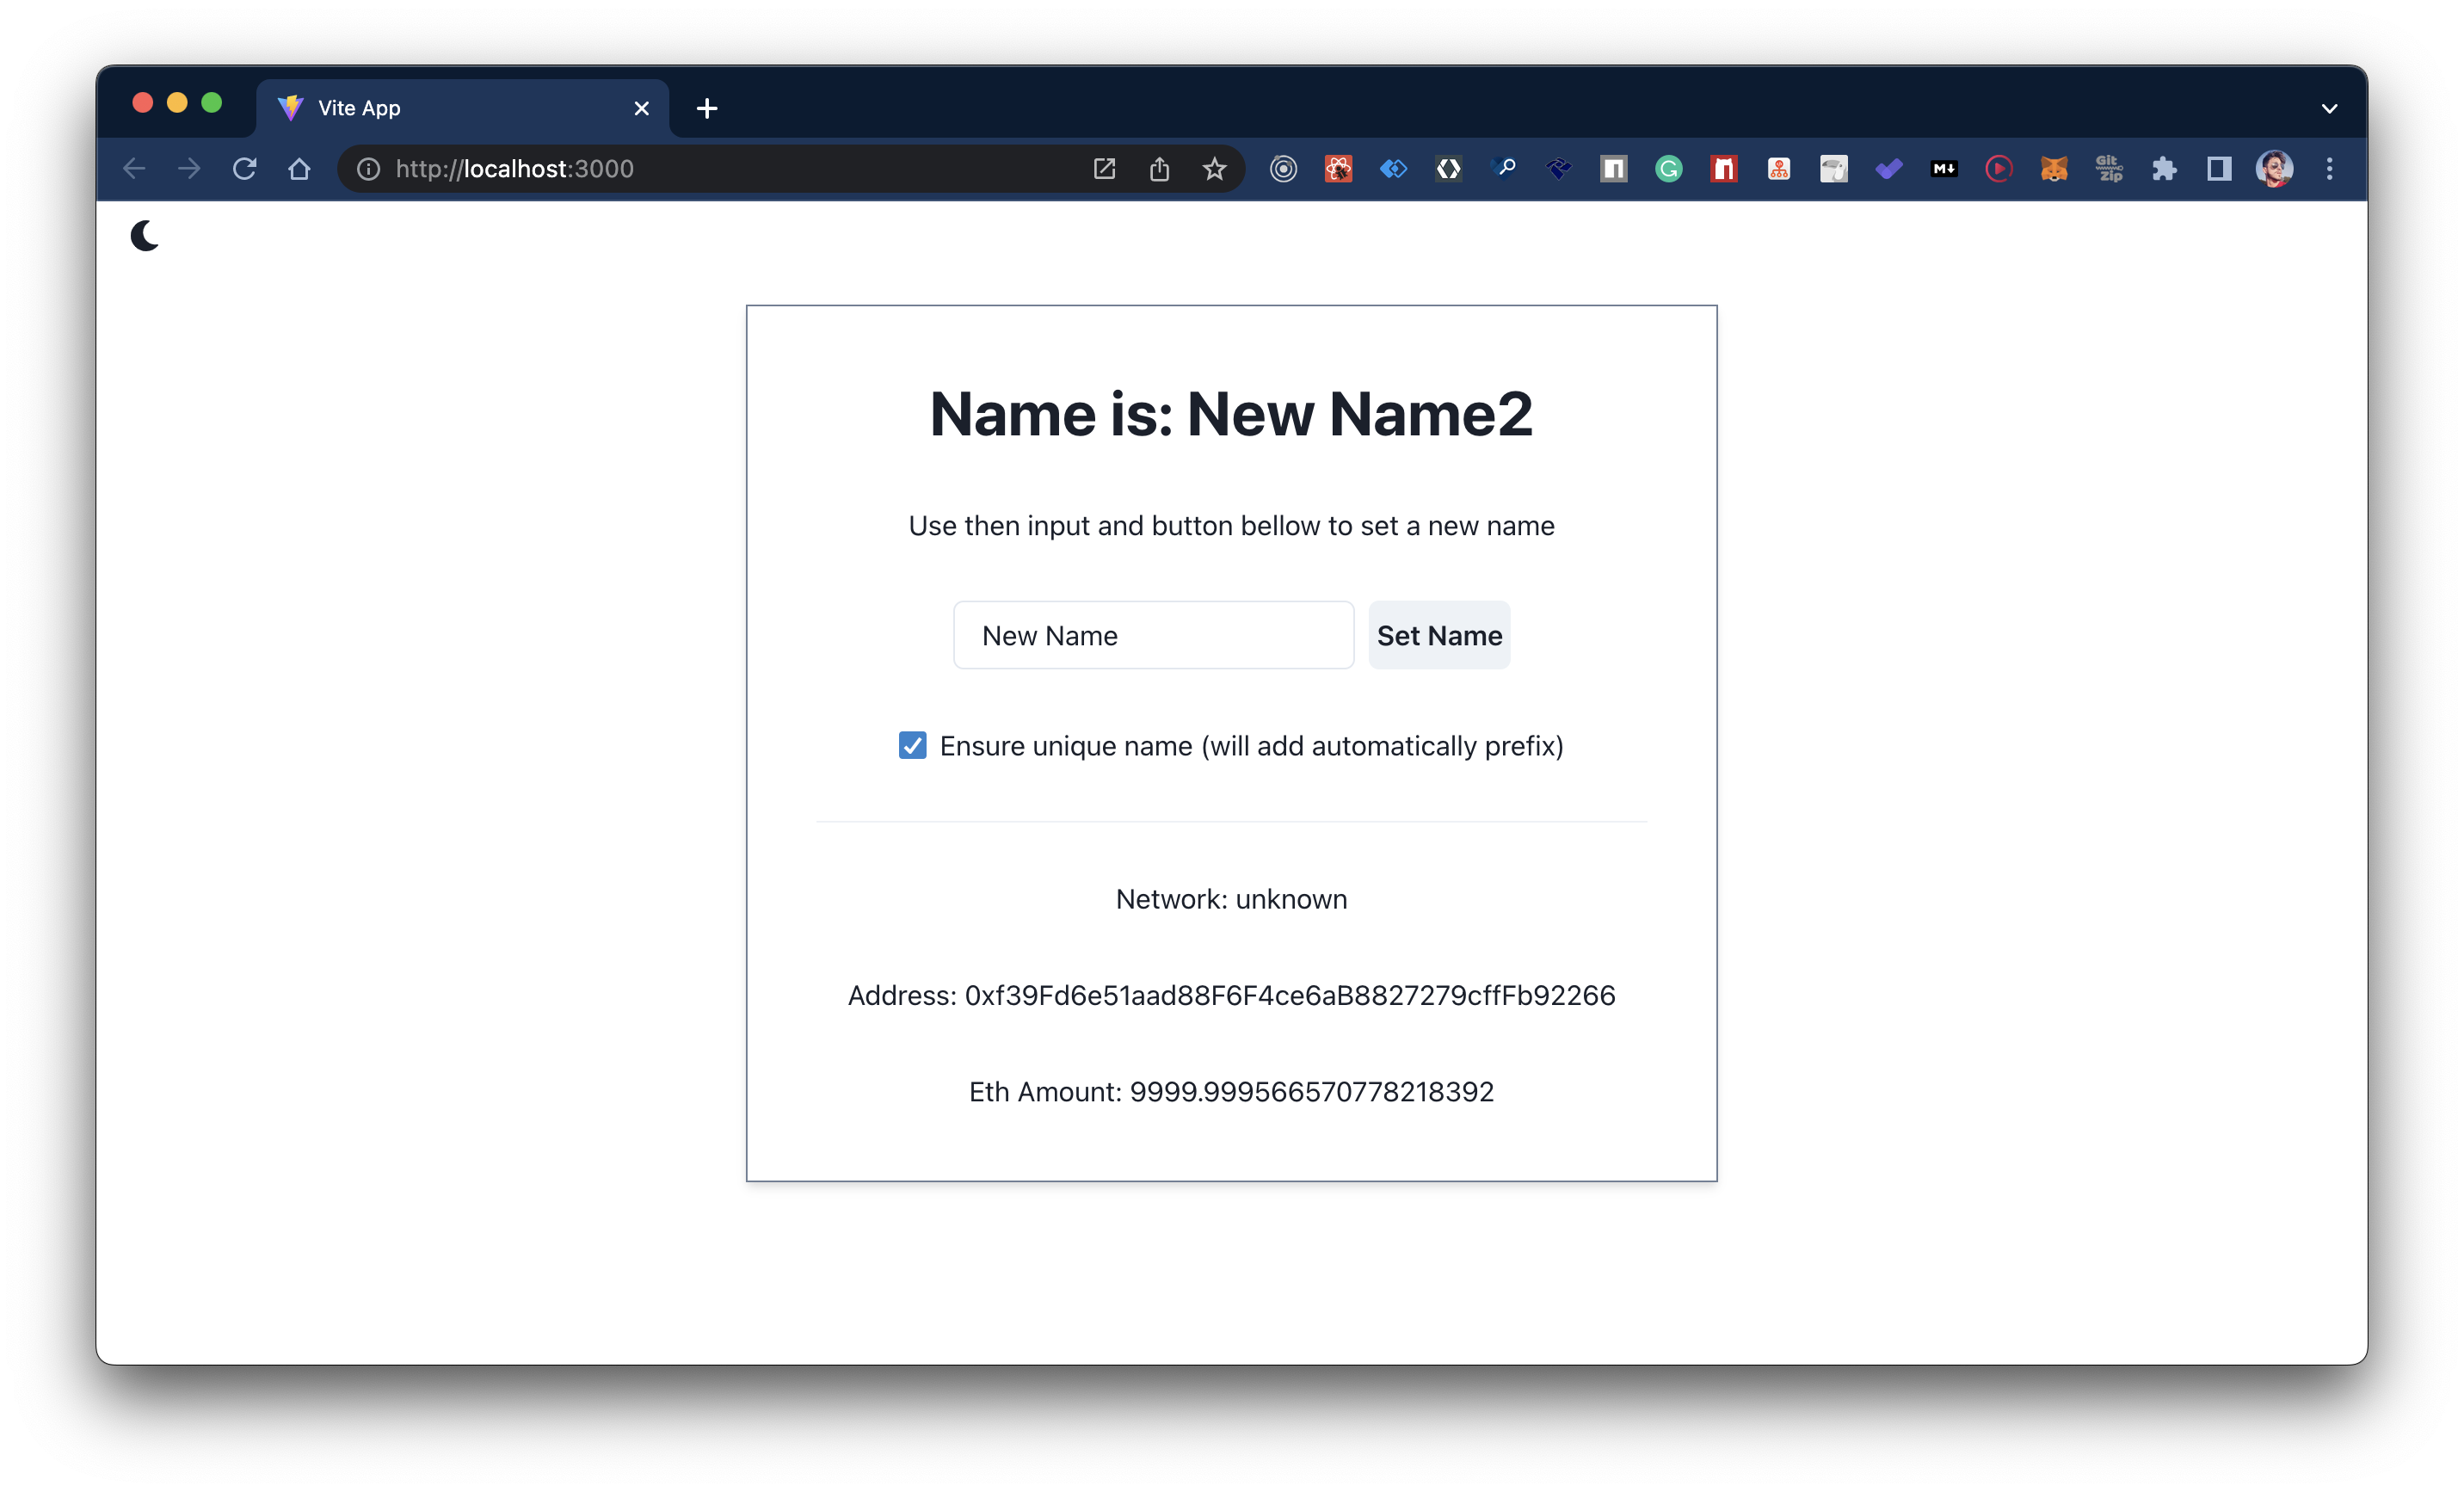 Vite App
http://localhost:3000
M
G
Git
Zip
Name is: New Name2
Use then input and button bellow to set a new name
New Name
Set Name
Ensure unique name (will add automatically prefix)
Network: unknown
Address: 0xf39Fd6e51aad88F6F4ce6aB8827279cffFb92266
Eth Amount: 9999.999566570778218392